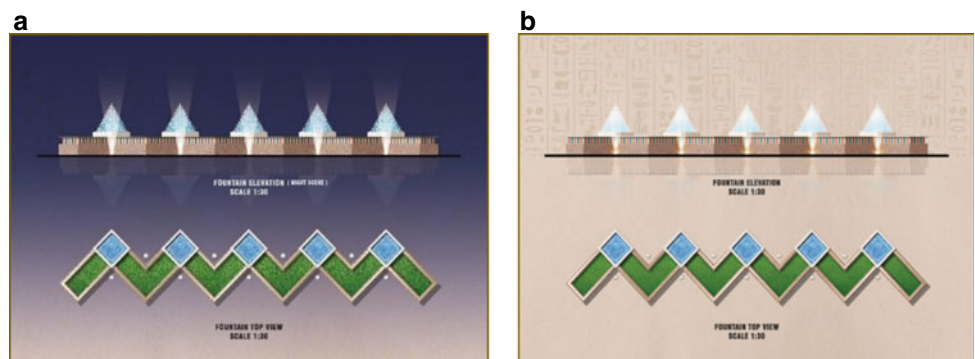 a
FOUNTAIN ELEVATION ( NIGHT SCENE )
SCALE 1:30
FOUNTAIN TOP VIEW
SCALE 1:30
b
FOUNTAIN ELEVATION
SCALE 1:30
FOUNTAIN TOP VIEW
SCALE 1:30